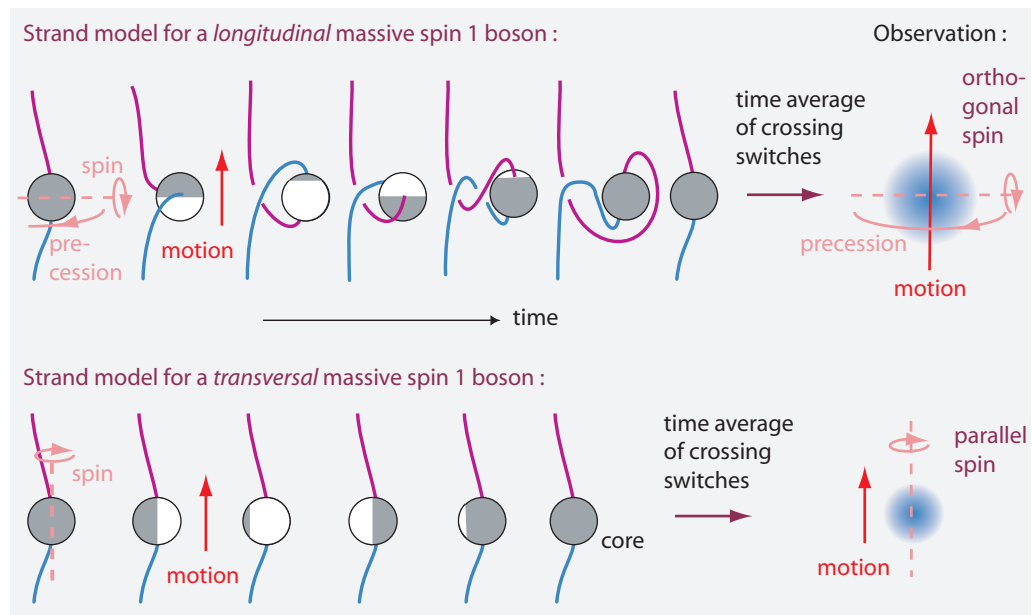 Strand model for a longitudinal massive spin 1 boson :
Observation :
spin
pre-
cession
motion
time
time average
of crossing
switches
ortho-
gonal
spin
precession
motion
Strand model for a transversal massive spin 1 boson :
spin
motion
core
time average
of crossing
switches
parallel
spin
motion